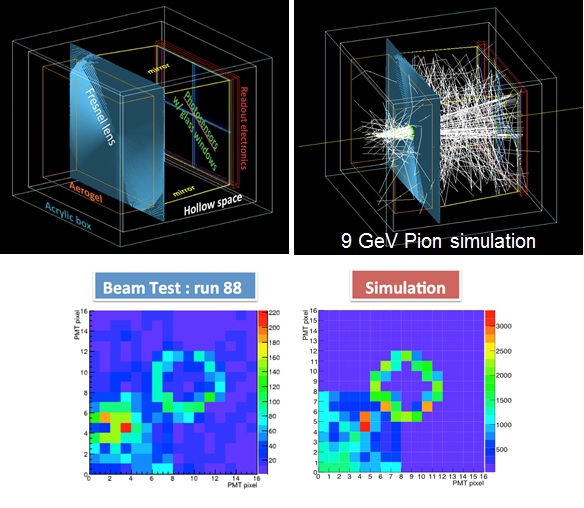 mirror
Fresnel lens
Photosensors
w/ glass windows
Readout electronics
Aerogel
mirror
Hollow space
Acrylic box
9 GeV Pion simulation
Beam Test : run 88
Simulation
PMT pixel
16
14
12
10
8
6
4
2
0
0 2 4 6 8 10 12 14 16
PMT pixel
220
200
180
160
140
120
100
80
60
40
20
PMT pixel
16
15
14
13
12
11
10
9
8
7
6
5
4
3
2
1
0
0 1 2 3 4 5 6 7 8 9 10 11 12 13 14 15 16
PMT pixel
3000
2500
2000
1500
1000
500